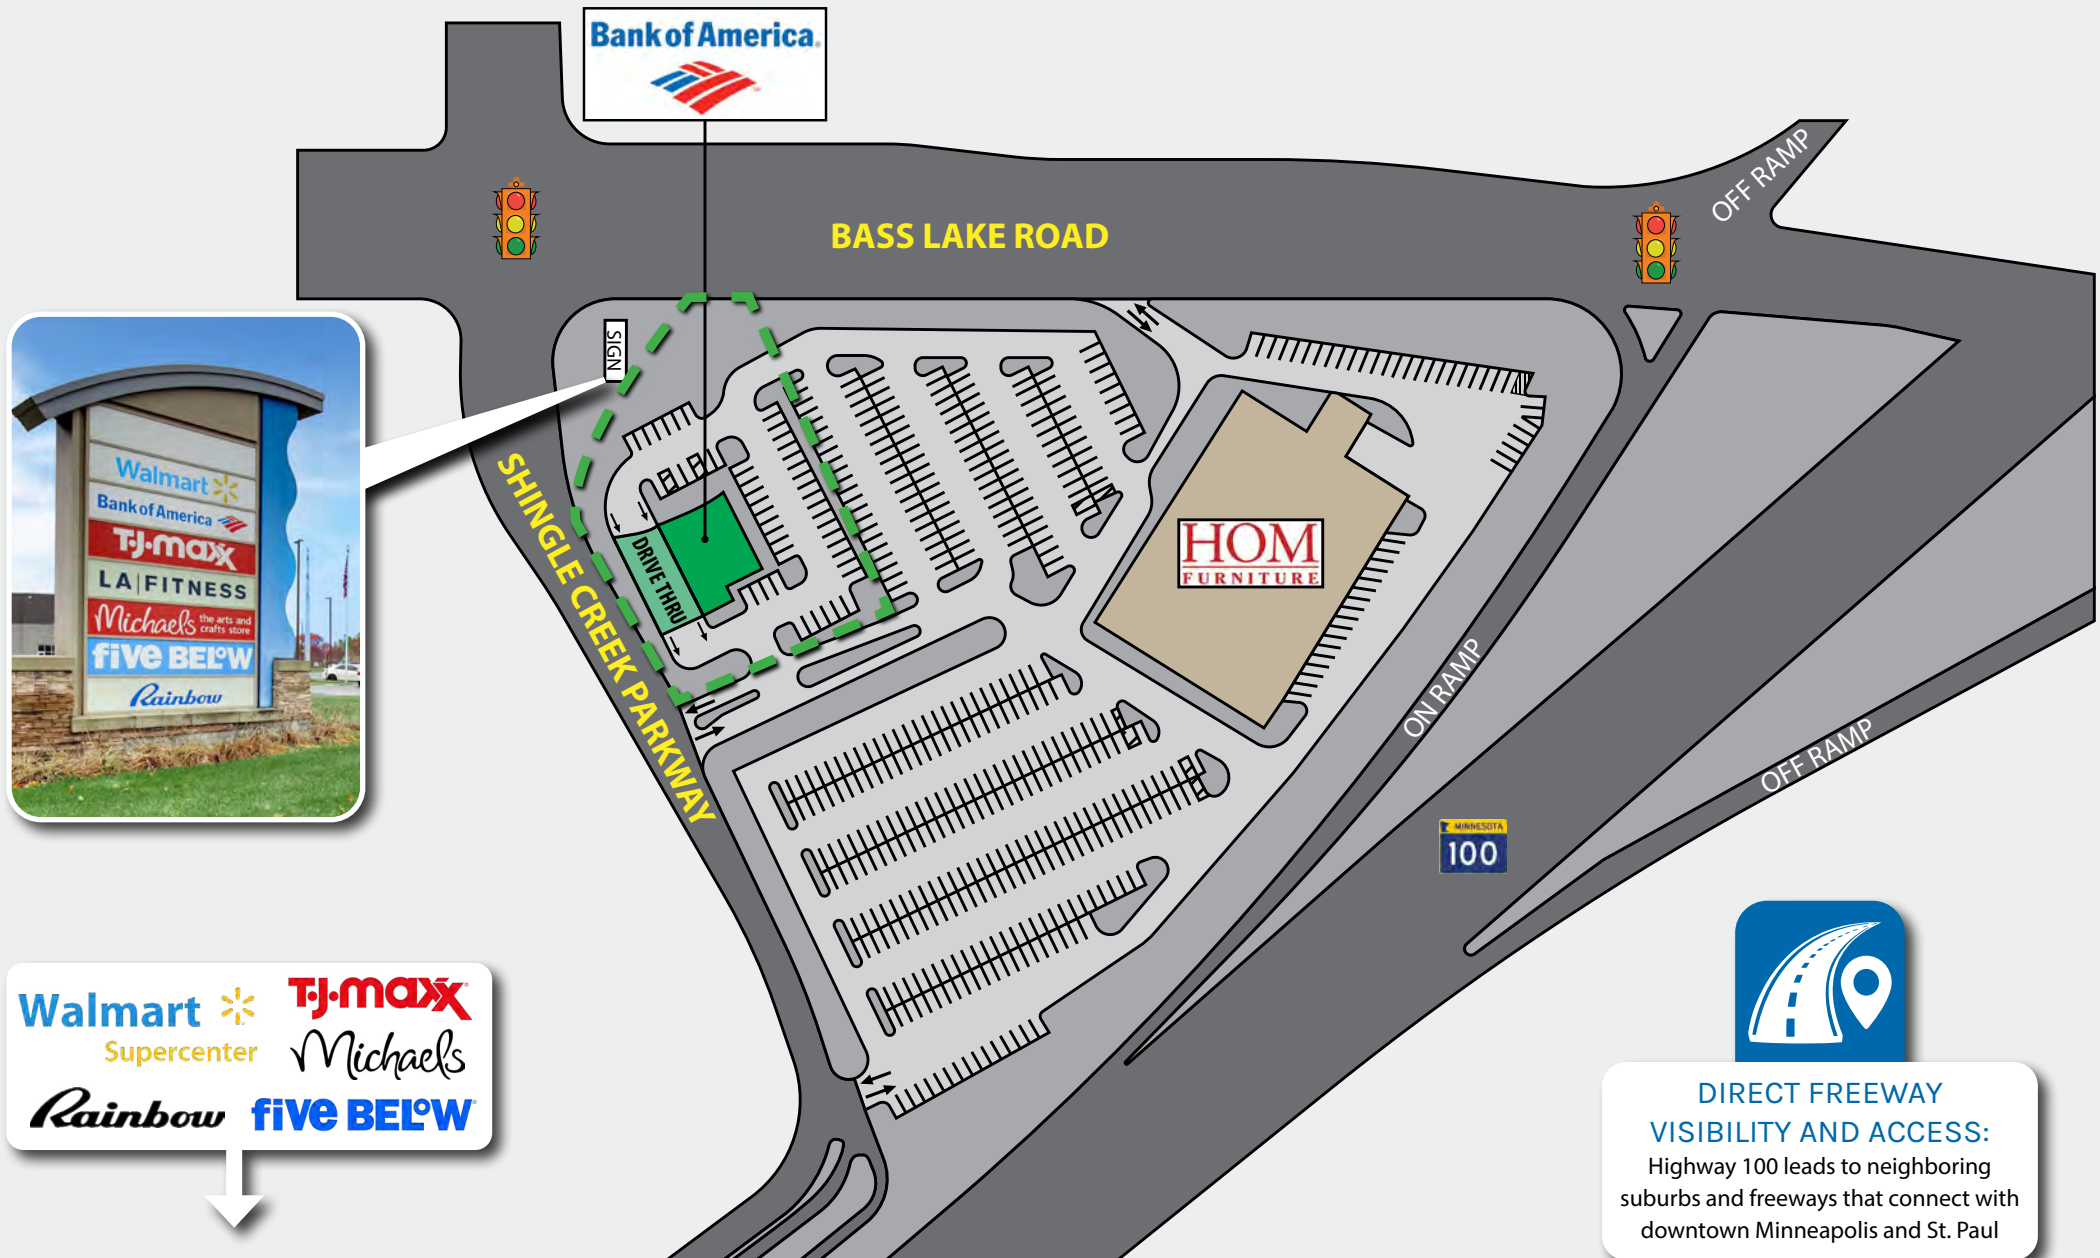 Bank of America
BASS LAKE ROAD
OFF RAMP
SIGN
SHINGLE CREEK PARKWAY
DRIVE THRU
HOM
FURNITURE
ON RAMP
OFF RAMP
MINNESOTA
100
Walmart
Bank of America
T.J.maxx
LA|FITNESS
Michaels the arts and
crafts store
five BELOW
Rainbow
Walmart
Supercenter
T.J.maxx
Michaels
Rainbow
five BELOW
DIRECT FREEWAY
VISIBILITY AND ACCESS:
Highway 100 leads to neighboring
suburbs and freeways that connect with
downtown Minneapolis and St. Paul